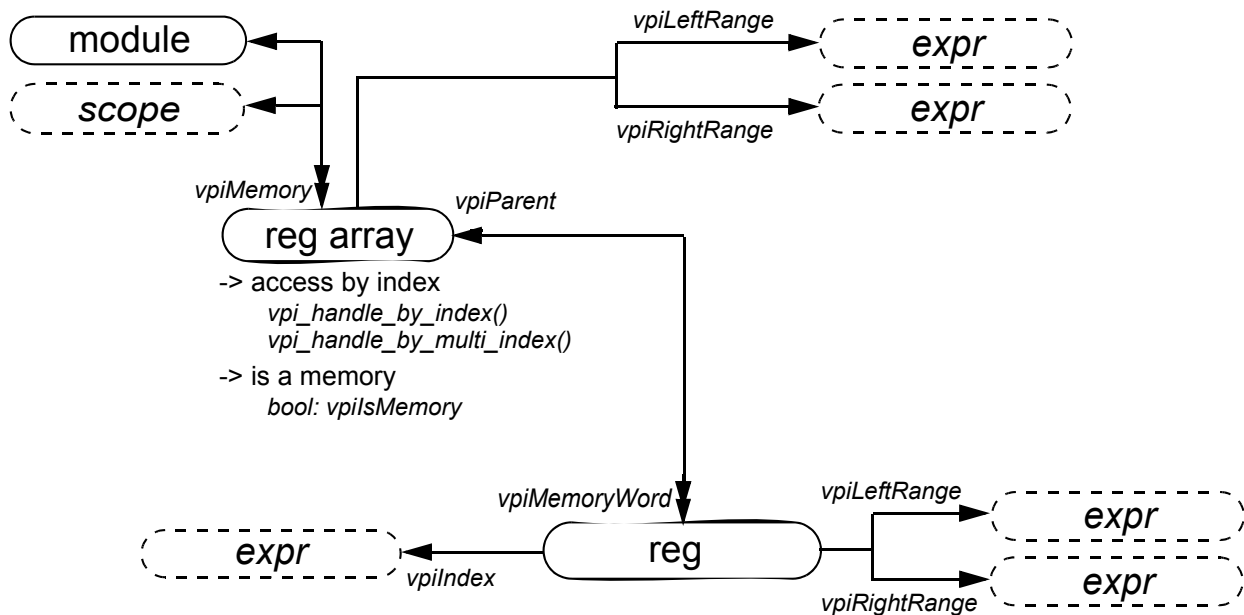 module
vpiLeftRange
expr
scope
expr
vpiRightRange
vpiMemory
vpiParent
reg array
-> access by index
vpi_handle_by_index()
vpi_handle_by_multi_index()
-> is a memory
bool: vpiIsMemory
vpiMemoryWord
vpiLeftRange
expr
expr
reg
vpiIndex
expr
vpiRightRange